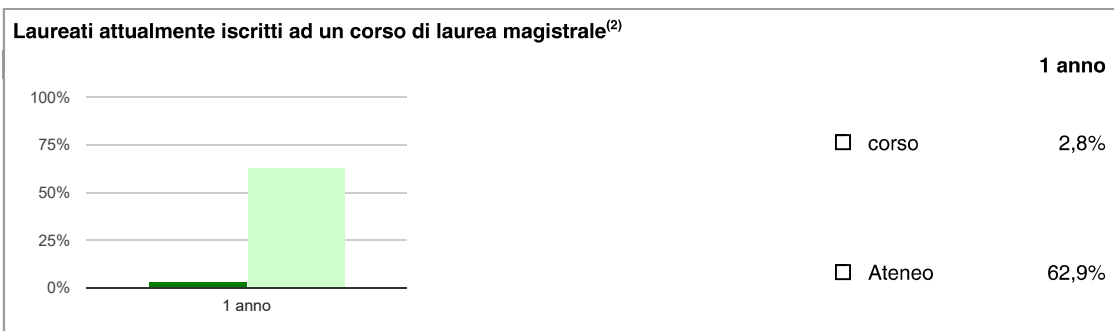 Laureati attualmente iscritti ad un corso di laurea magistrale(2)
1 anno
100%
75%
50%
25%
0%
1 anno
corso 2,8%
Ateneo 62,9%